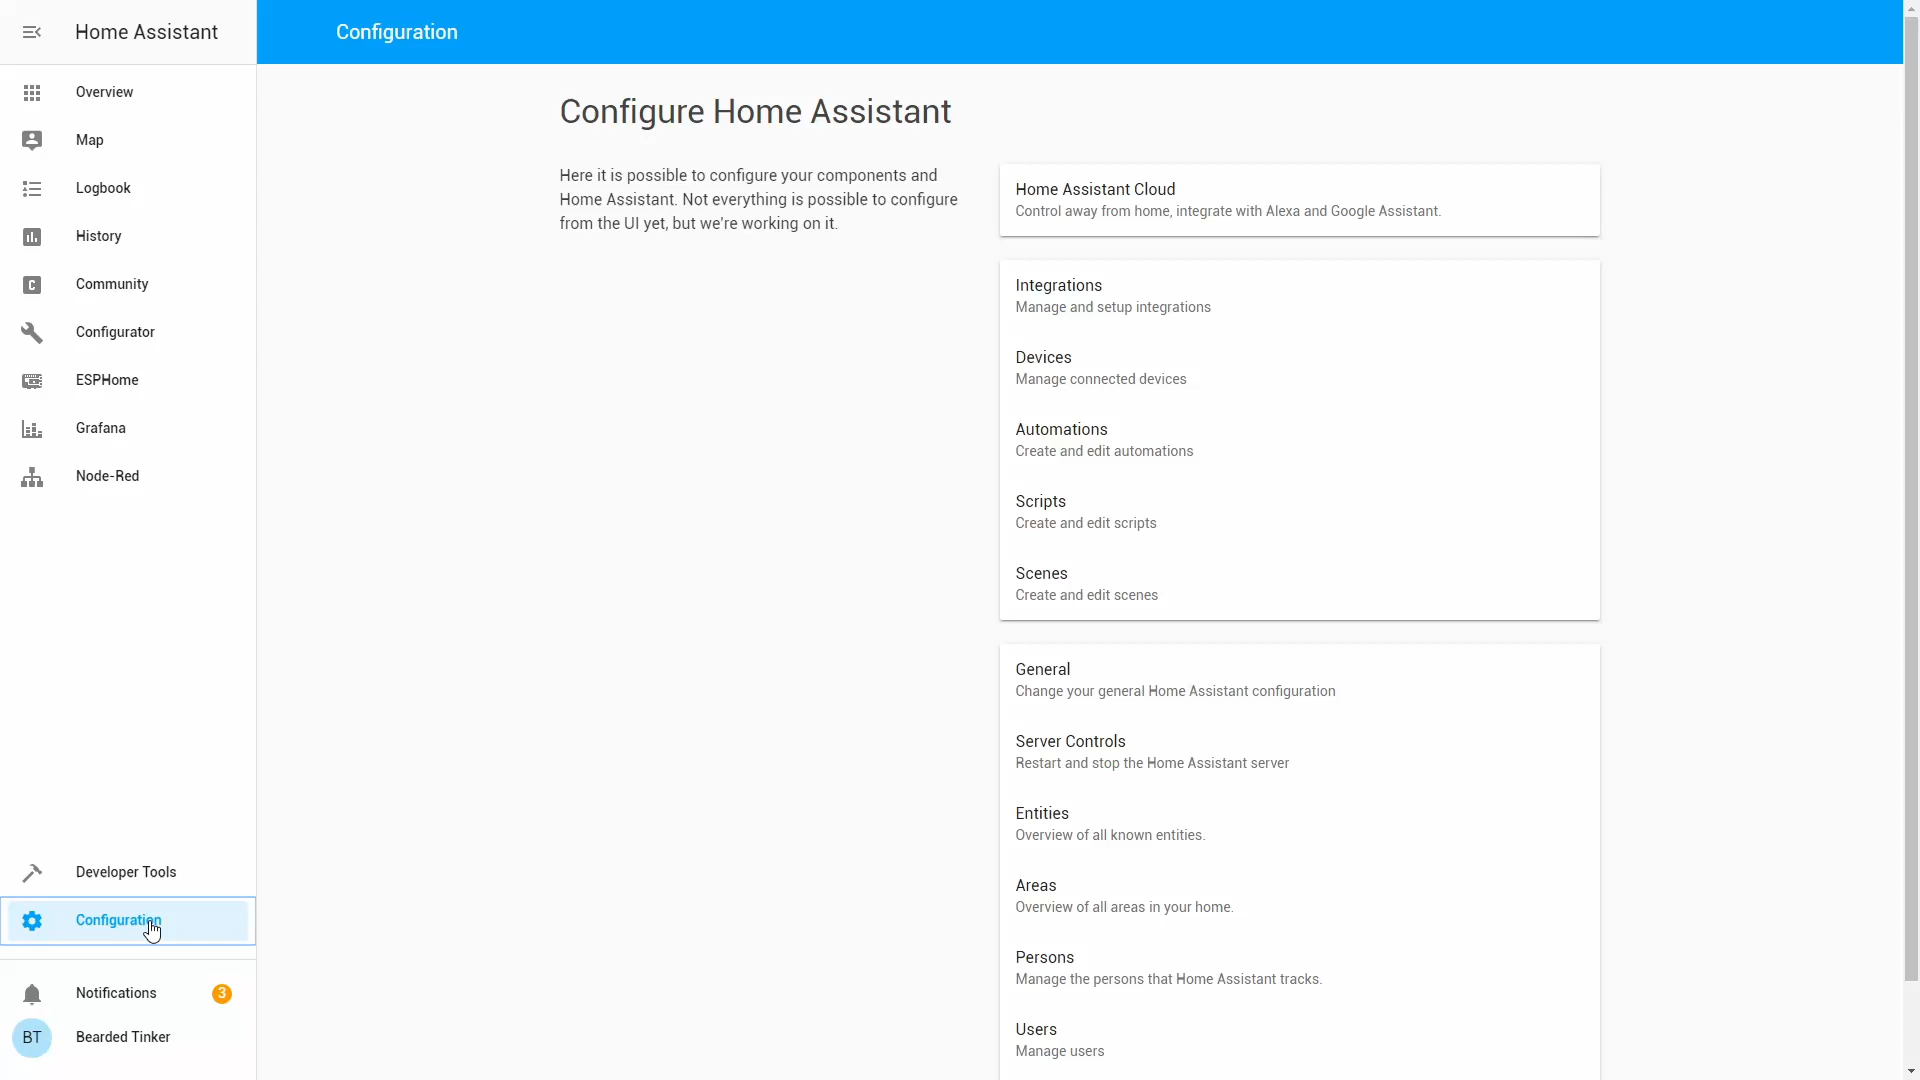 Home Assistant
Configuration
Overview
Map
Logbook
History
C
Community
Configurator
ESPHome
Grafana
Node-Red
Developer Tools
Configuration
Notifications
3
BT
Bearded Tinker
Configure Home Assistant
Here it is possible to configure your components and
Home Assistant. Not everything is possible to configure
from the UI yet, but we're working on it.
Home Assistant Cloud
Control away from home, integrate with Alexa and Google Assistant.
Integrations
Manage and setup integrations
Devices
Manage connected devices
Automations
Create and edit automations
Scripts
Create and edit scripts
Scenes
Create and edit scenes
General
Change your general Home Assistant configuration
Server Controls
Restart and stop the Home Assistant server
Entities
Overview of all known entities.
Areas
Overview of all areas in your home.
Persons
Manage the persons that Home Assistant tracks.
Users
Manage users